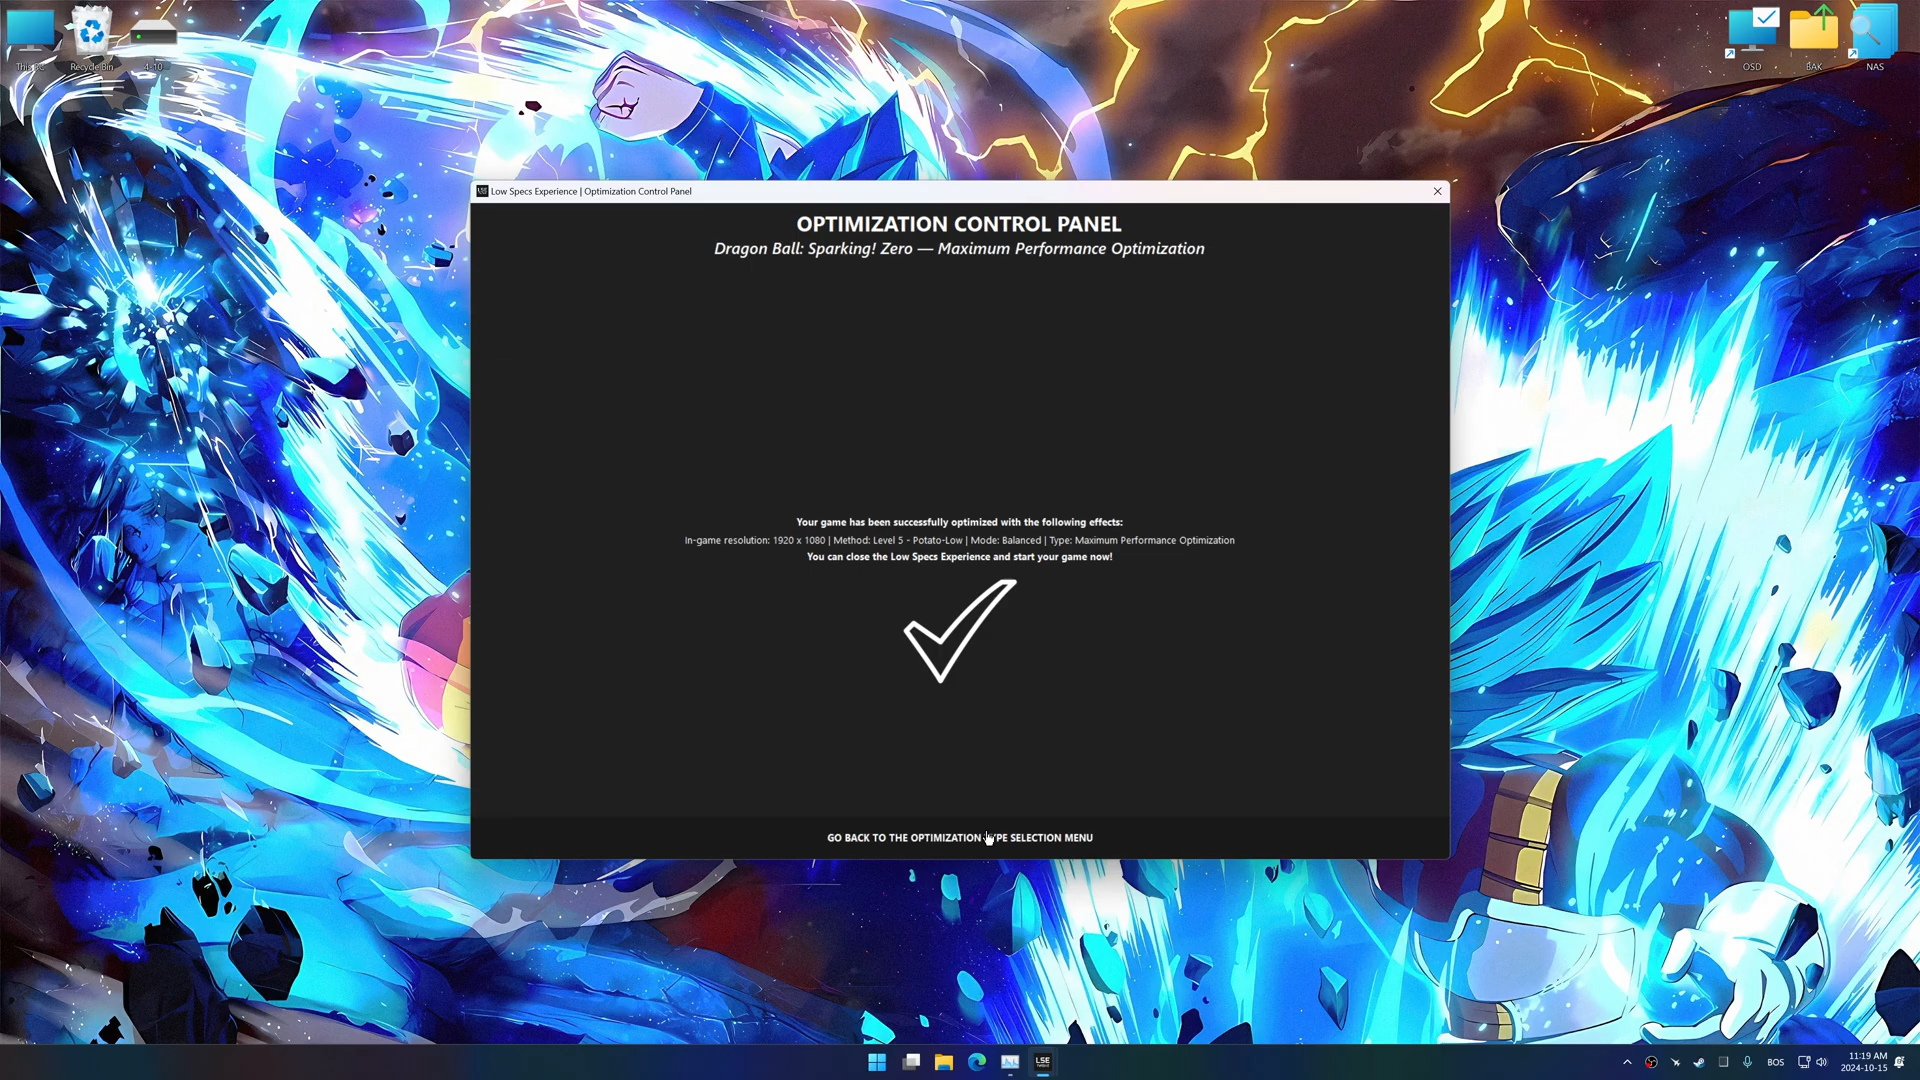 This PC
Recycle Bin
4-10
OSD
BAK
NAS
Low Specs Experience | Optimization Control Panel
OPTIMIZATION CONTROL PANEL
Dragon Ball: Sparking! Zero — Maximum Performance Optimization
Your game has been successfully optimized with the following effects:
In-game resolution: 1920 x 1080 | Method: Level 5 - Potato-Low | Mode: Balanced | Type: Maximum Performance Optimization
You can close the Low Specs Experience and start your game now!
GO BACK TO THE OPTIMIZATION TYPE SELECTION MENU
LSE
BOS
11:19 AM
2024-10-15